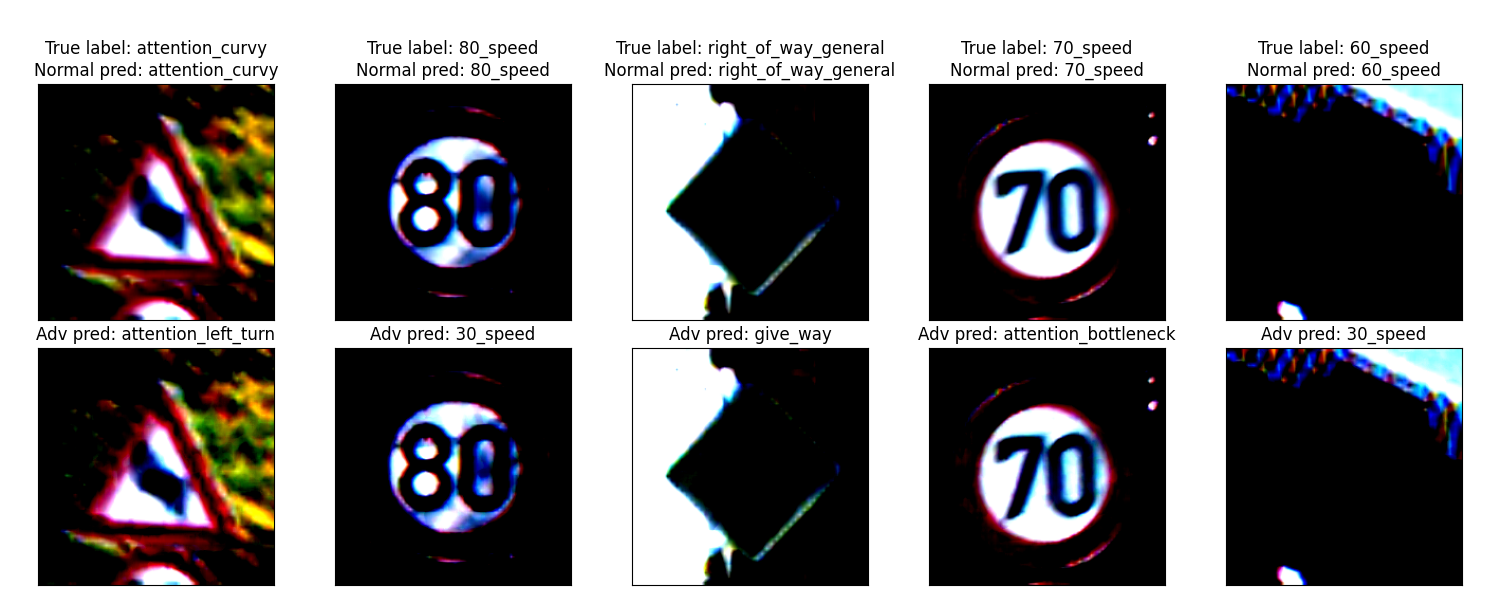 True label: attention_curvy
Normal pred: attention_curvy
True label: 80_speed
Normal pred: 80_speed
True label: right_of_way_general
Normal pred: right_of_way_general
True label: 70_speed
Normal pred: 70_speed
True label: 60_speed
Normal pred: 60_speed
80
70
Adv pred: attention_left_turn
Adv pred: 30_speed
Adv pred: give_way
Adv pred: attention_bottleneck
Adv pred: 30_speed
80
70